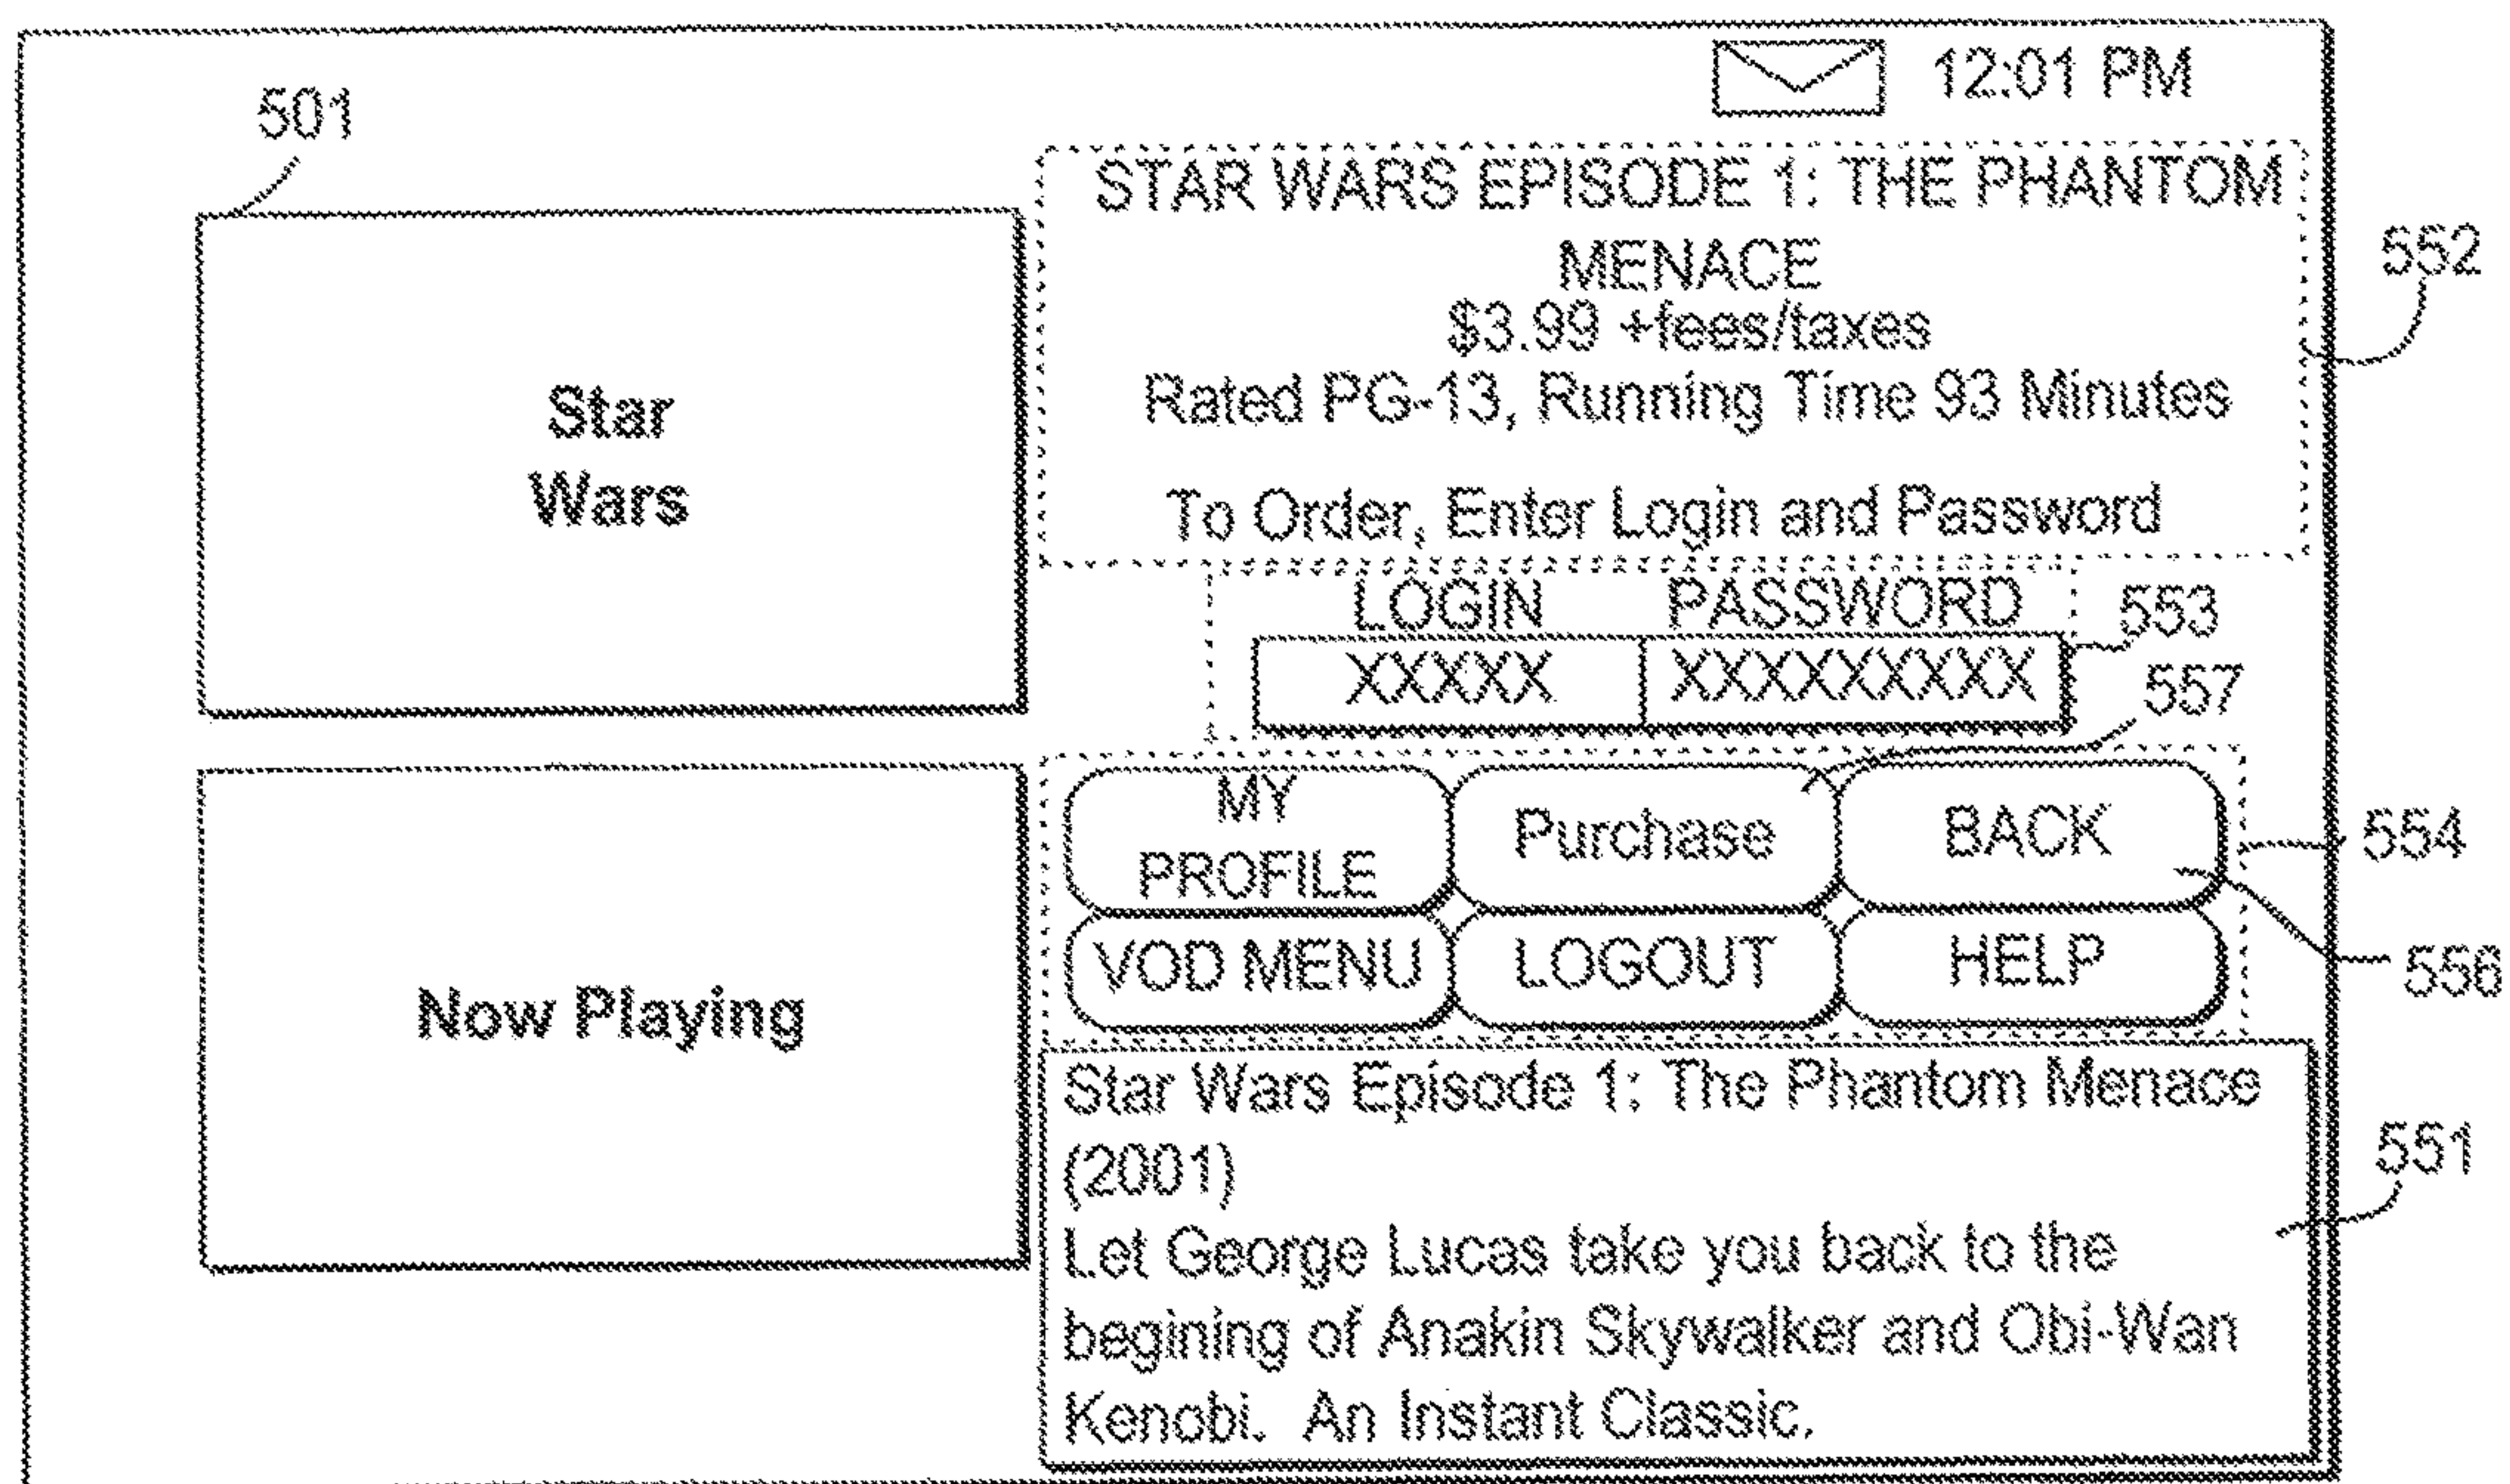 12:01 PM
501
Star
Wars
STAR WARS EPISODE 1: THE PHANTOM
MENACE
$3.99 +fees/taxes
Rated PG-13, Running Time 93 Minutes
To Order, Enter Login and Password
552
LOGIN PASSWORD
XXXXX XXXXXXXXX
553
557
MY
PROFILE
Purchase
BACK
VOD MENU
LOGOUT
HELP
554
556
Now Playing
Star Wars Episode 1: The Phantom Menace
(2001)
Let George Lucas take you back to the
begining of Anakin Skywalker and Obi-Wan
Kenobi. An Instant Classic.
551